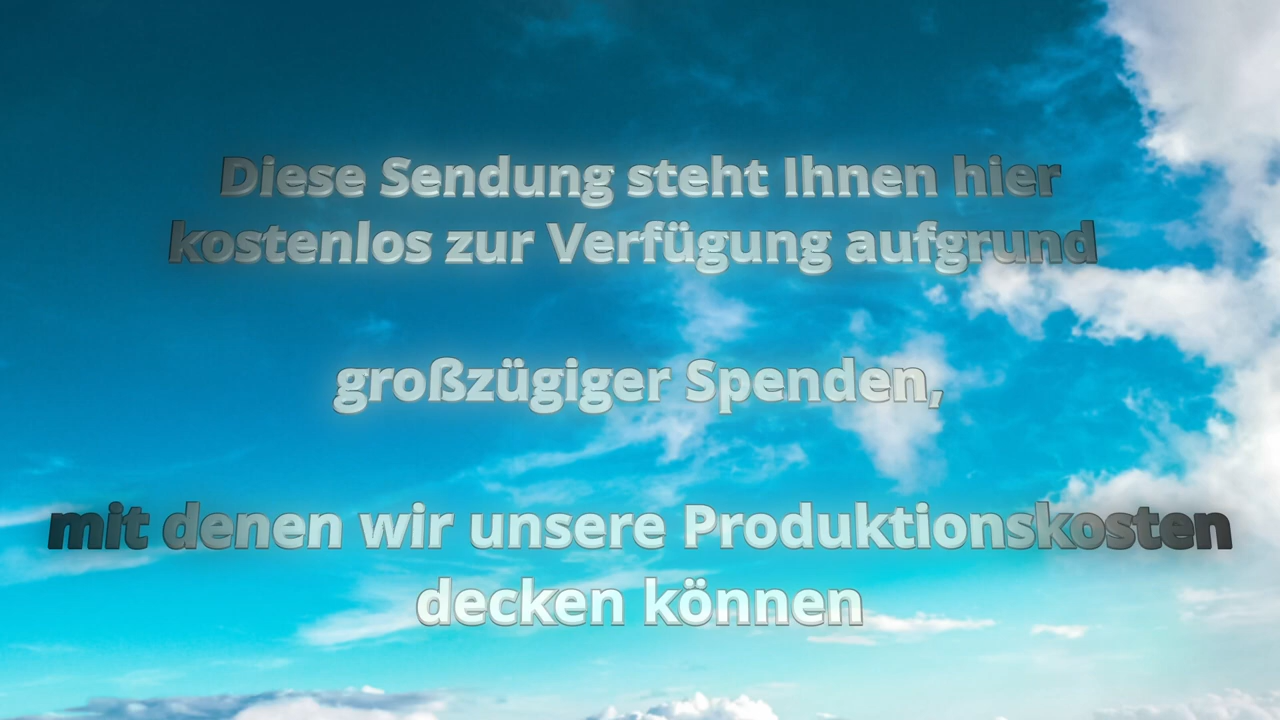 Diese Sendung steht Ihnen hier
kostenlos zur Verfügung aufgrund
großzügiger Spenden,
mit denen wir unsere Produktionskosten
decken können